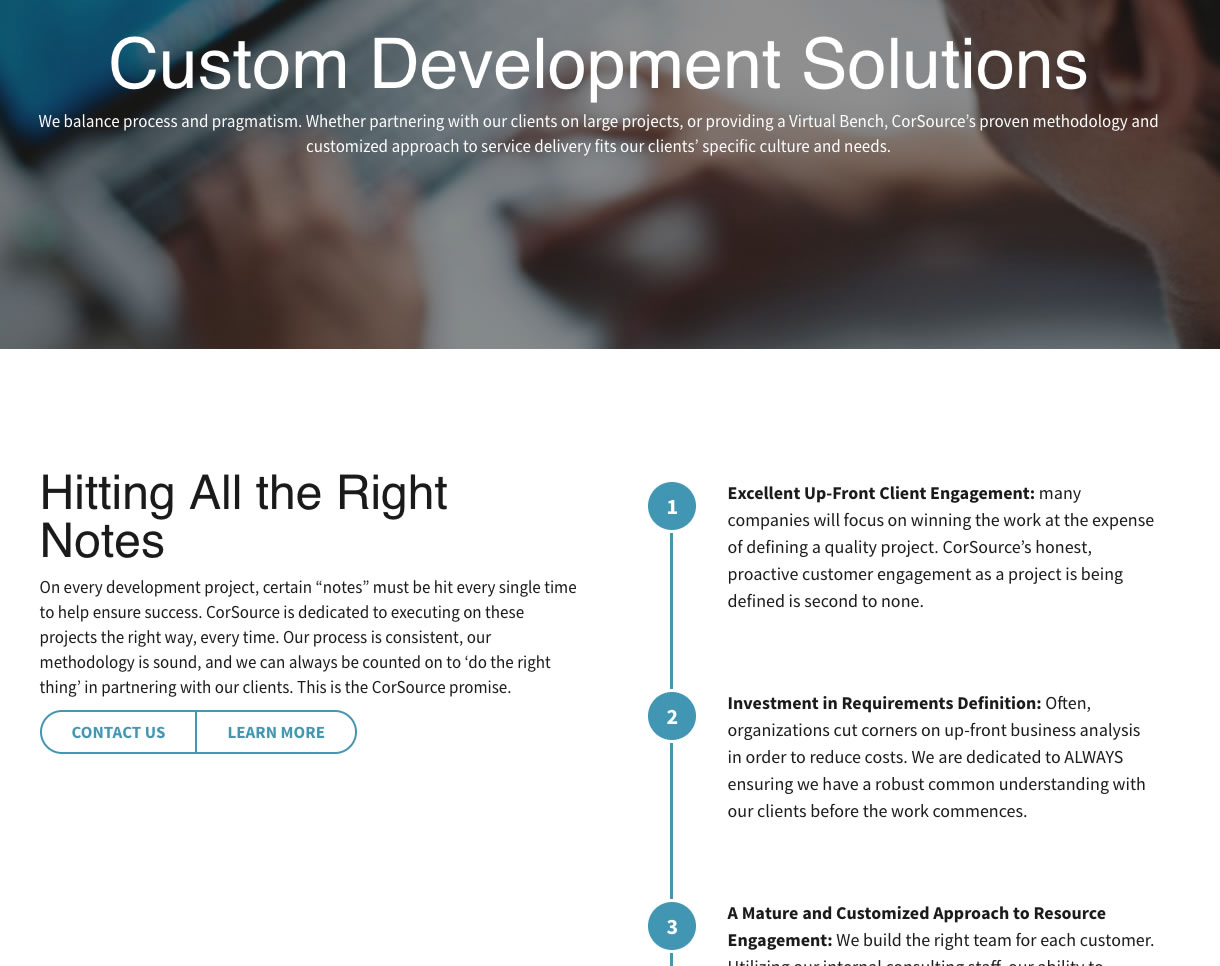 Custom Development Solutions
We balance process and pragmatism. Whether partnering with our clients on large projects, or providing a Virtual Bench, CorSource’s proven methodology and
customized approach to service delivery fits our clients’ specific culture and needs.
Hitting All the Right
Notes
On every development project, certain “notes” must be hit every single time
to help ensure success. CorSource is dedicated to executing on these
projects the right way, every time. Our process is consistent, our
methodology is sound, and we can always be counted on to ‘do the right
thing’ in partnering with our clients. This is the CorSource promise.
CONTACT US
LEARN MORE
1
Excellent Up-Front Client Engagement: many
companies will focus on winning the work at the expense
of defining a quality project. CorSource’s honest,
proactive customer engagement as a project is being
defined is second to none.
2
Investment in Requirements Definition: Often,
organizations cut corners on up-front business analysis
in order to reduce costs. We are dedicated to ALWAYS
ensuring we have a robust common understanding with
our clients before the work commences.
3
A Mature and Customized Approach to Resource
Engagement: We build the right team for each customer.
Utilizing our internal consulting staff, our ability to